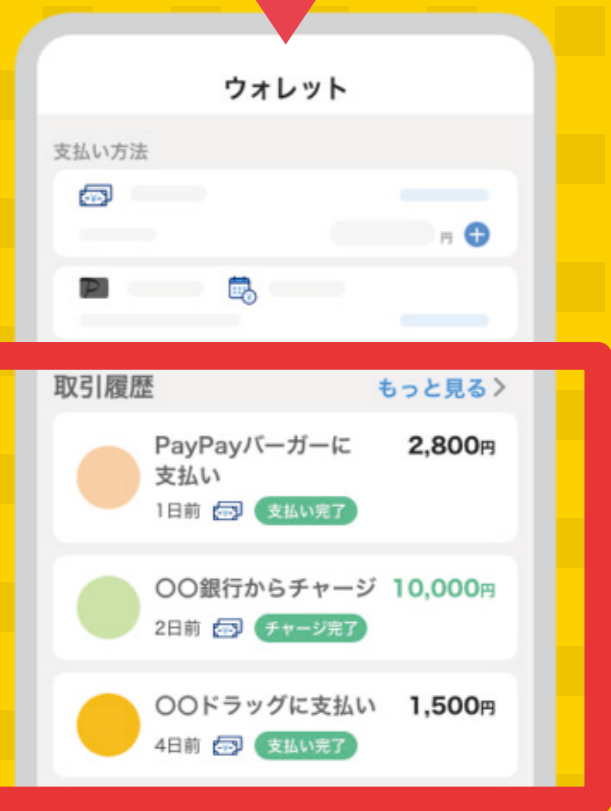 ウォレット
支払い方法
円
P
取引履歴 もっと見る
PayPayバーガーに 2,800円
支払い
1日前 支払い完了
〇〇銀行からチャージ 10,000円
2日前 チャージ完了
〇〇ドラッグに支払い 1,500円
4日前 支払い完了